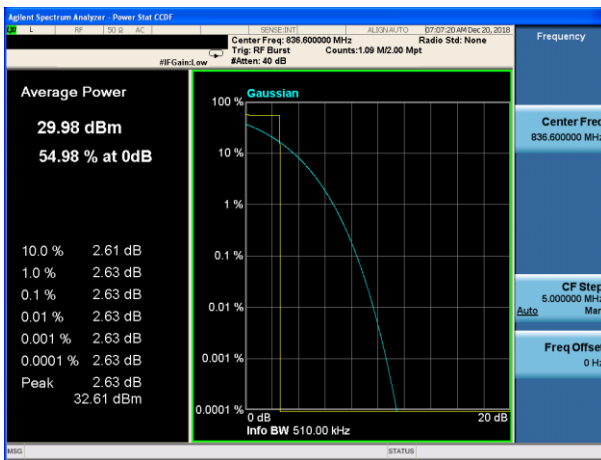 Agilent Spectrum Analyzer - Power Stat CCDF
L RF 50 Ω AC SENSE:INT ALIGNAUTO 07:07:20 AM Dec 20, 2018
Center Freq: 836.600000 MHz Radio Std: None
Trig: RF Burst Counts:1.09 M/2.00 Mpt
#IFGain:Low #Atten: 40 dB
Frequency
Average Power
29.98 dBm
54.98 % at 0dB
10.0 % 2.61 dB
1.0 % 2.63 dB
0.1 % 2.63 dB
0.01 % 2.63 dB
0.001 % 2.63 dB
0.0001 % 2.63 dB
Peak 2.63 dB
32.61 dBm
Gaussian
100 %
10 %
1 %
0.1 %
0.01 %
0.001 %
0.0001 %
0 dB 20 dB
Info BW 510.00 kHz
Center Freq
836.600000 MHz
CF Step
5.000000 MHz
Auto Man
Freq Offset
0 Hz
MSG STATUS